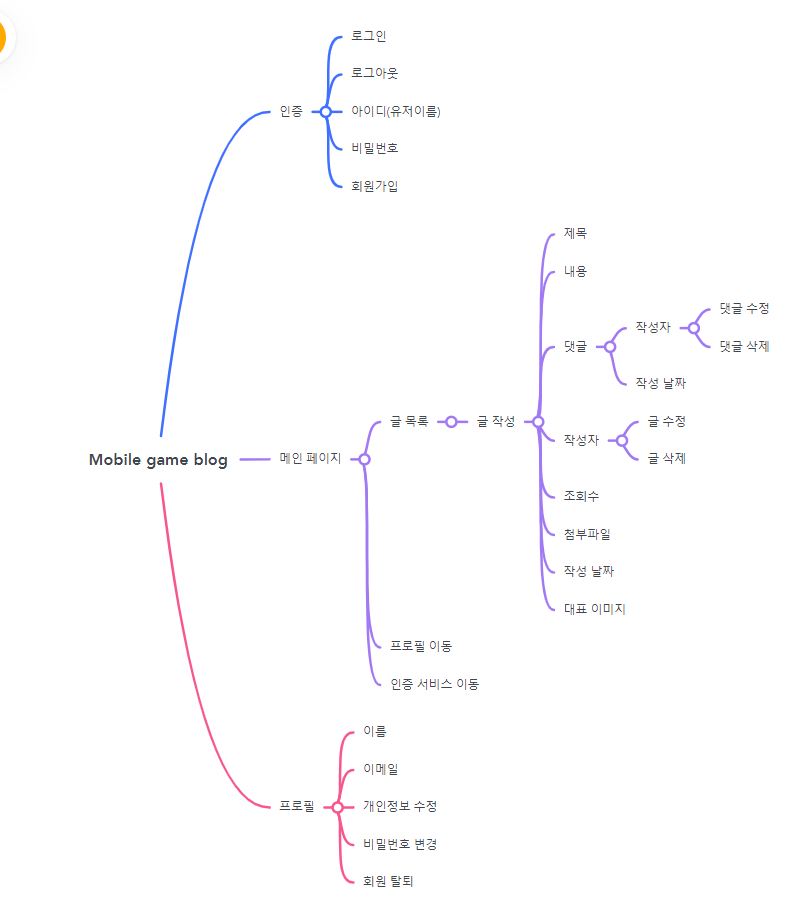 로그인
로그아웃
인증
아이디(유저이름)
비밀번호
회원가입
제목
내용
댓글 수정
작성자
댓글
댓글 삭제
작성 날짜
글 목록
글 작성
글 수정
작성자
Mobile game blog
메인 페이지
글 삭제
조회수
첨부파일
작성 날짜
대표 이미지
프로필 이동
인증 서비스 이동
이름
이메일
프로필
개인정보 수정
비밀번호 변경
회원 탈퇴